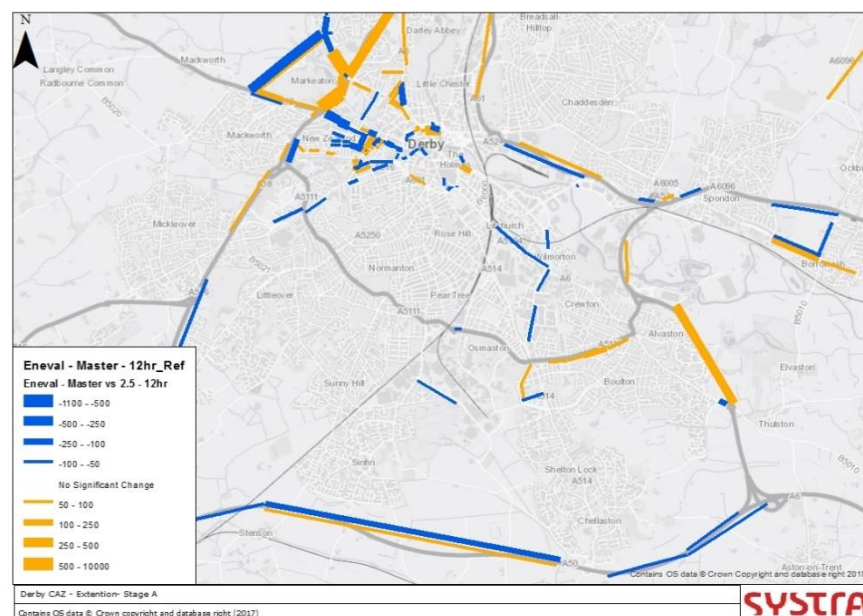 N
Darley Abbey
Breadsall
Hilltop
Mackworth
Langley Common
Radbourne Common
Markeaton
Little Chester
A61
Chaddesden
A6096
B5020
Mackworth
New Zealand
Derby
A52
A38
A601
A6005
A6096
Spondon
Ockbr
A5111
Mickleover
A5250
Rose Hill
Wilmorton
Borrowash
Littleover
Normanton
A514
A6
B5010
Pear Tree
Crewton
A5111
Alvaston
Osmaston
A5111
Elvaston
Sunny Hill
Boulton
A514
Thulston
B5010
Sinfin
Shelton Lock
A514
Chellaston
A6
Stenson
A50
Aston-on-Trent
Eneval - Master - 12hr_Ref
Eneval - Master vs 2.5 - 12hr
-1100 - -500
-500 - -250
-250 - -100
-100 - -50
No Significant Change
50 - 100
100 - 250
250 - 500
500 - 10000
Contains OS data © Crown Copyright and database right 2018
Derby CAZ - Extention- Stage A
Contains OS data © Crown copyright and database right (2017)
SYSTRA